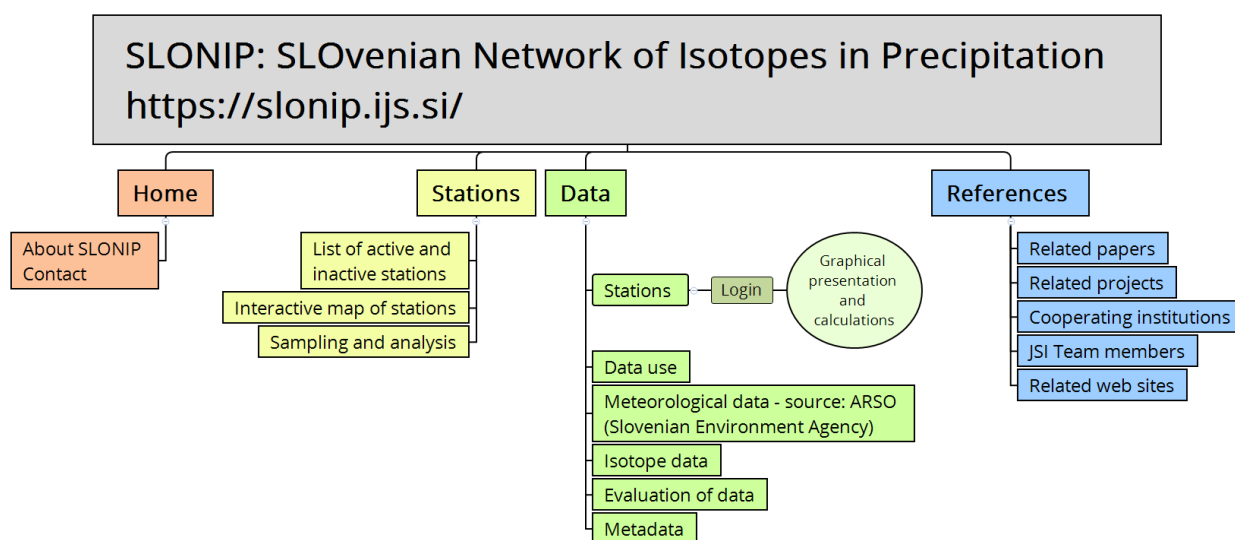 SLONIP: SLOvenian Network of Isotopes in Precipitation
https://slonip.ijs.si/
Home
About SLONIP
Contact
Stations
List of active and
inactive stations
Interactive map of stations
Sampling and analysis
Data
Stations
Login
Graphical
presentation
and
calculations
Data use
Meteorological data - source: ARSO
(Slovenian Environment Agency)
Isotope data
Evaluation of data
Metadata
References
Related papers
Related projects
Cooperating institutions
JSI Team members
Related web sites